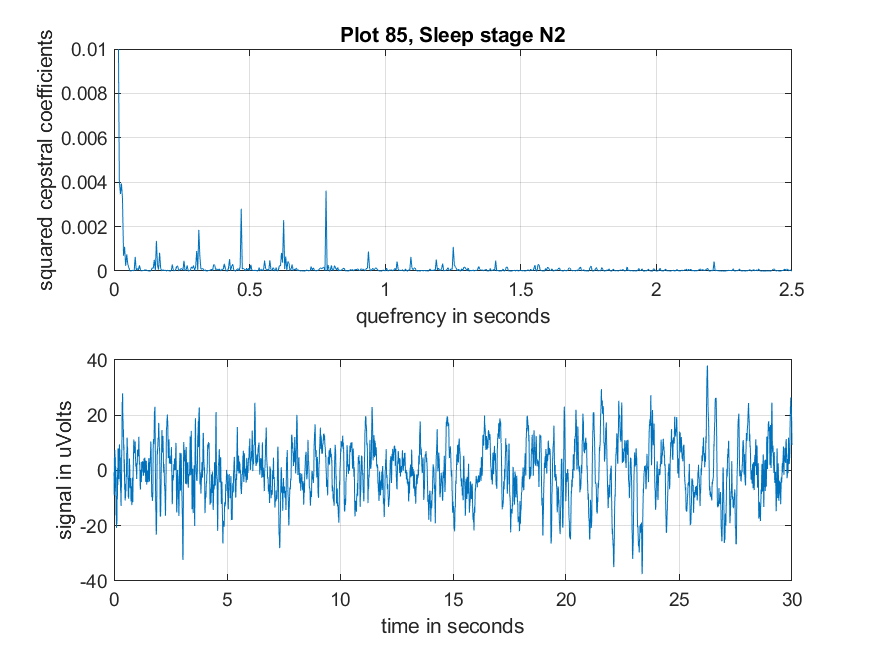 Plot 85, Sleep stage N2
squared cepstral coefficients
0.01
0.008
0.006
0.004
0.002
0
0 0.5 1 1.5 2 2.5
quefrency in seconds
signal in uVolts
40
20
0
-20
-40
0 5 10 15 20 25 30
time in seconds